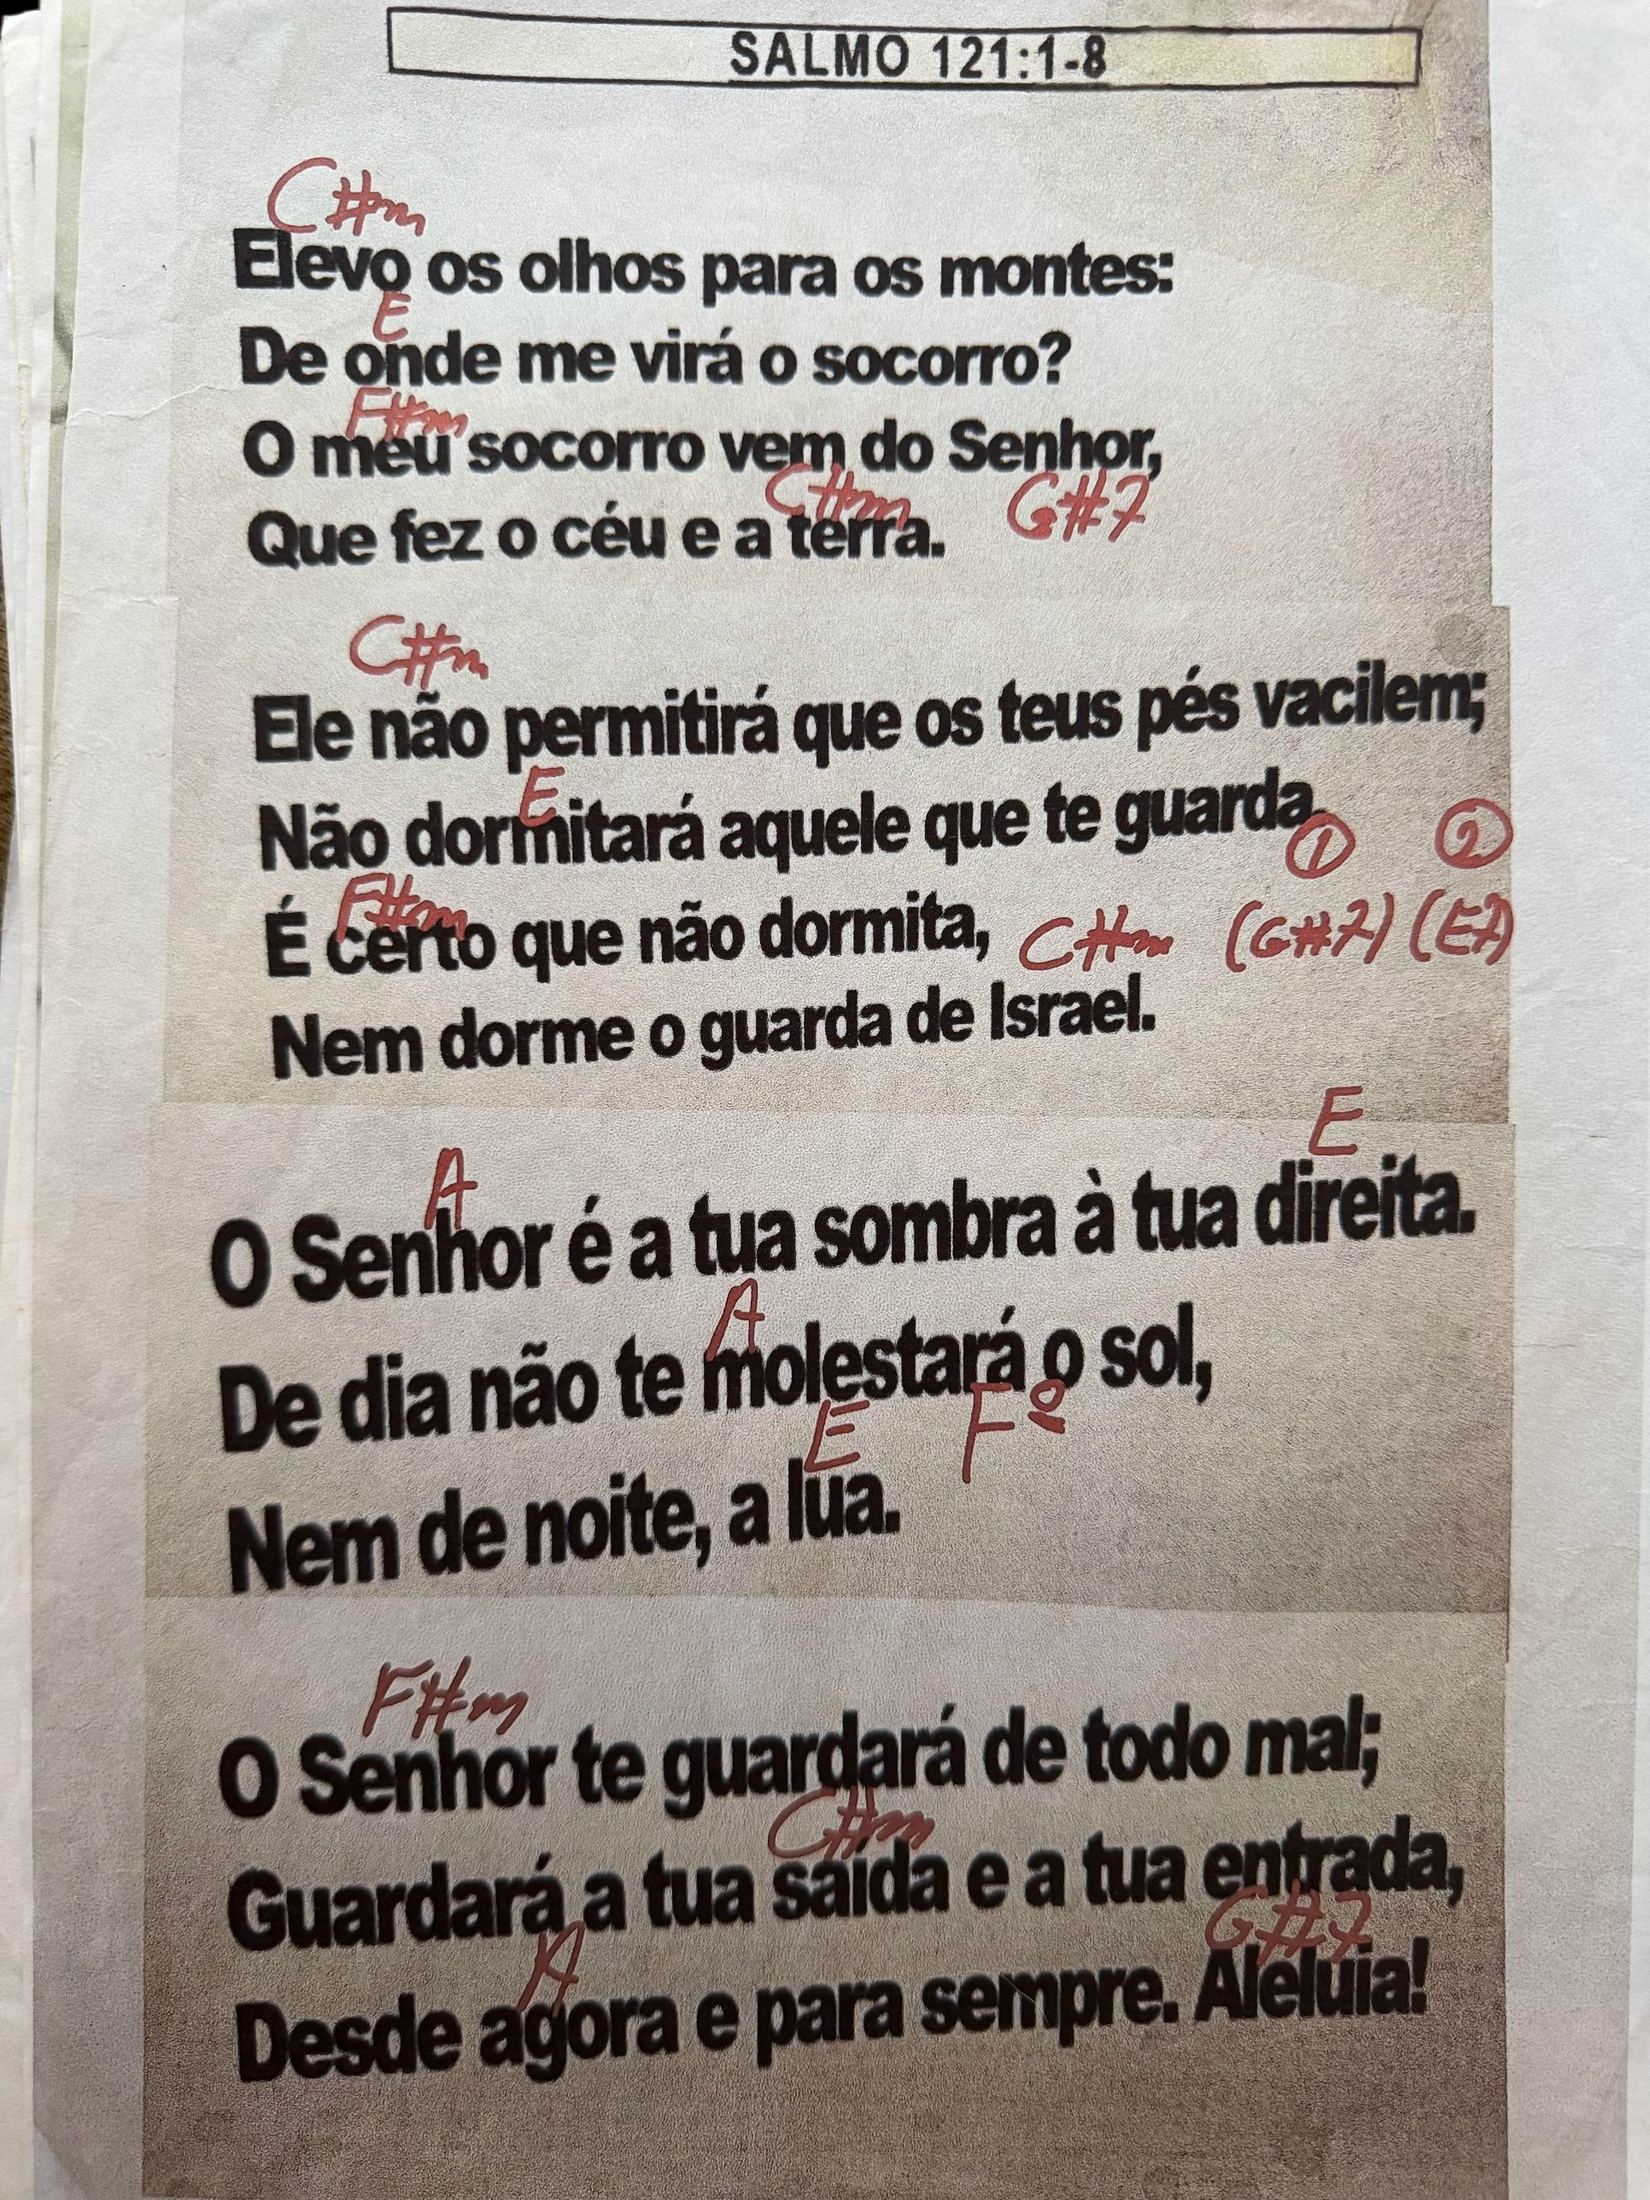 SALMO 121:1-8
C#m
Elevo os olhos para os montes:
E
De onde me virá o socorro?
F#m
O meu socorro vem do Senhor,
C#m G#7
Que fez o céu e a terra.
C#m
Ele não permitirá que os teus pés vacilem;
E
Não dormitará aquele que te guarda
1 2
F#m
É certo que não dormita,
C#m (G#7) (E7)
Nem dorme o guarda de Israel.
A E
O Senhor é a tua sombra à tua direita.
A
De dia não te molestará o sol,
E Fº
Nem de noite, a lua.
F#m
O Senhor te guardará de todo mal;
C#m
Guardará a tua saída e a tua entrada,
A G#7
Desde agora e para sempre. Aleluia!